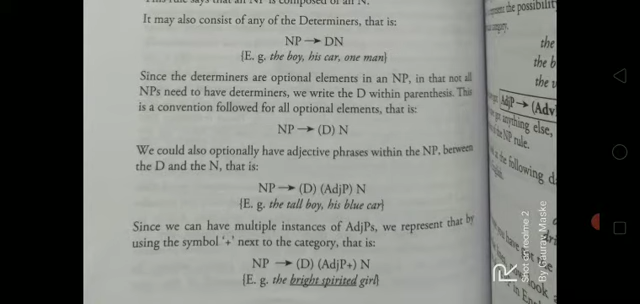 This rule says that an NP is composed of an N.
It may also consist of any of the Determiners, that is:
NP → DN
{E. g. the boy, his car, one man}
Since the determiners are optional elements in an NP, in that not all
NPs need to have determiners, we write the D within parenthesis. This
is a convention followed for all optional elements, that is:
NP → (D) N
We could also optionally have adjective phrases within the NP, between
the D and the N, that is:
NP → (D) (AdjP) N
{E. g. the tall boy, his blue car}
Since we can have multiple instances of AdjPs, we represent that by
using the symbol '+' next to the category, that is:
NP → (D) (AdjP+) N
{E. g. the bright spirited girl}
the possibilit
the
the b
the u
AdjP → (Adv
anything else,
NP rule.
the following d
Shot on realme 2
By Gaurav Maske